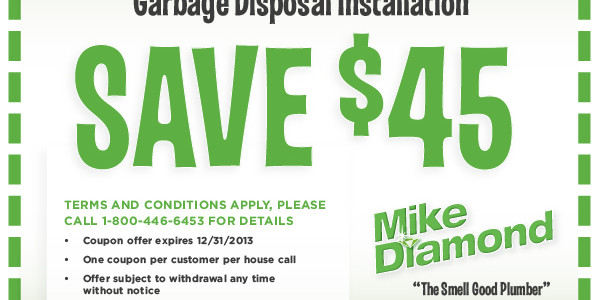 Garbage Disposal Installation
SAVE $45
TERMS AND CONDITIONS APPLY, PLEASE
CALL 1-800-446-6453 FOR DETAILS
• Coupon offer expires 12/31/2013
• One coupon per customer per house call
• Offer subject to withdrawal any time
without notice
Mike
Diamond
“The Smell Good Plumber”